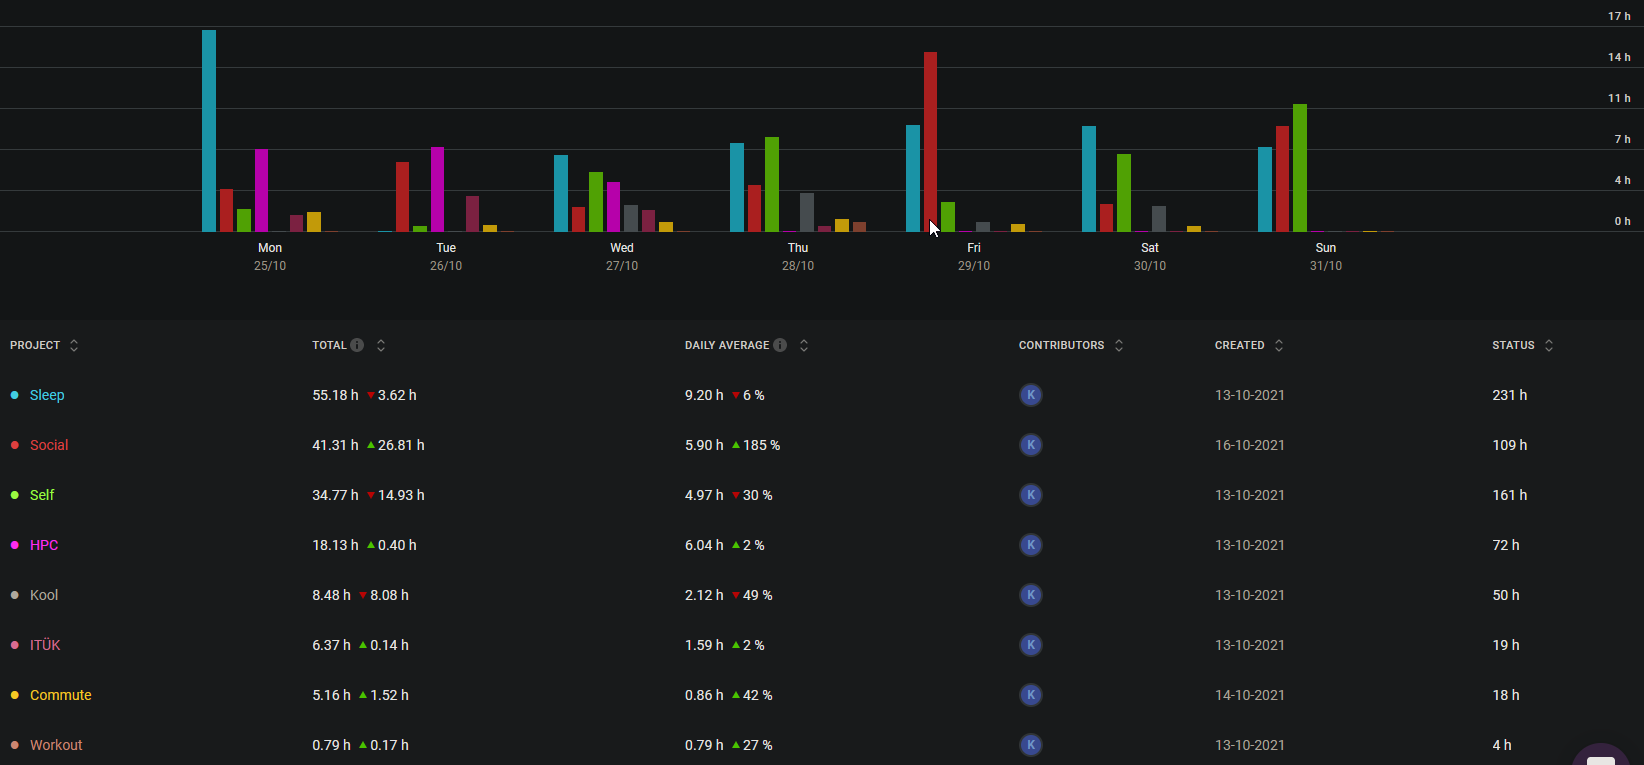 17 h
14 h
11 h
7 h
4 h
0 h
Mon Tue Wed Thu Fri Sat Sun
25/10 26/10 27/10 28/10 29/10 30/10 31/10
PROJECT TOTAL i DAILY AVERAGE i CONTRIBUTORS CREATED STATUS
Sleep 55.18 h ▼ 3.62 h 9.20 h ▼ 6 % K 13-10-2021 231 h
Social 41.31 h ▲ 26.81 h 5.90 h ▲ 185 % K 16-10-2021 109 h
Self 34.77 h ▼ 14.93 h 4.97 h ▼ 30 % K 13-10-2021 161 h
HPC 18.13 h ▲ 0.40 h 6.04 h ▲ 2 % K 13-10-2021 72 h
Kool 8.48 h ▼ 8.08 h 2.12 h ▼ 49 % K 13-10-2021 50 h
ITÜK 6.37 h ▲ 0.14 h 1.59 h ▲ 2 % K 13-10-2021 19 h
Commute 5.16 h ▲ 1.52 h 0.86 h ▲ 42 % K 14-10-2021 18 h
Workout 0.79 h ▲ 0.17 h 0.79 h ▲ 27 % K 13-10-2021 4 h